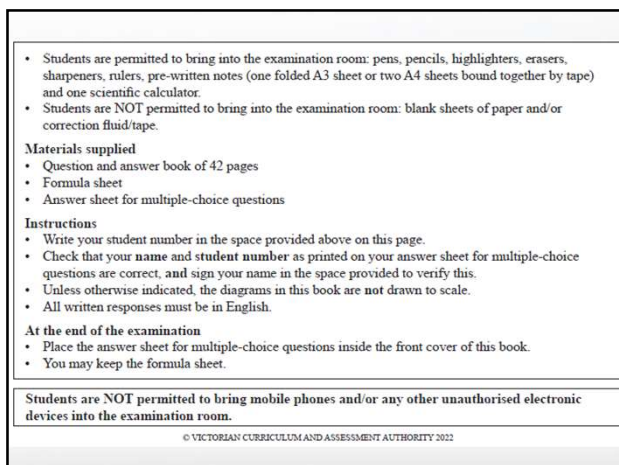 • Students are permitted to bring into the examination room: pens, pencils, highlighters, erasers,
sharpeners, rulers, pre-written notes (one folded A3 sheet or two A4 sheets bound together by tape)
and one scientific calculator.
• Students are NOT permitted to bring into the examination room: blank sheets of paper and/or
correction fluid/tape.
Materials supplied
• Question and answer book of 42 pages
• Formula sheet
• Answer sheet for multiple-choice questions
Instructions
• Write your student number in the space provided above on this page.
• Check that your name and student number as printed on your answer sheet for multiple-choice
questions are correct, and sign your name in the space provided to verify this.
• Unless otherwise indicated, the diagrams in this book are not drawn to scale.
• All written responses must be in English.
At the end of the examination
• Place the answer sheet for multiple-choice questions inside the front cover of this book.
• You may keep the formula sheet.
Students are NOT permitted to bring mobile phones and/or any other unauthorised electronic
devices into the examination room.
© VICTORIAN CURRICULUM AND ASSESSMENT AUTHORITY 2022